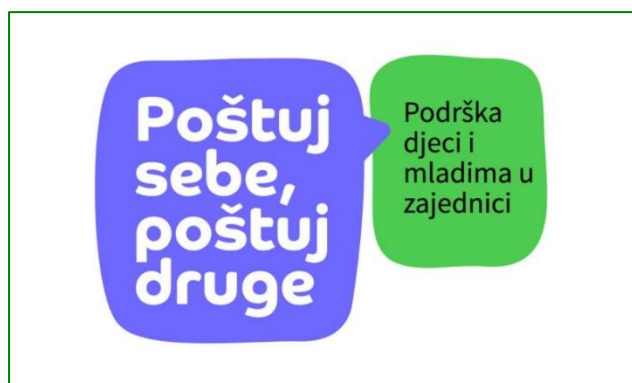 Poštuj
sebe,
poštuj
druge
Podrška
djeci i
mladima u
zajednici